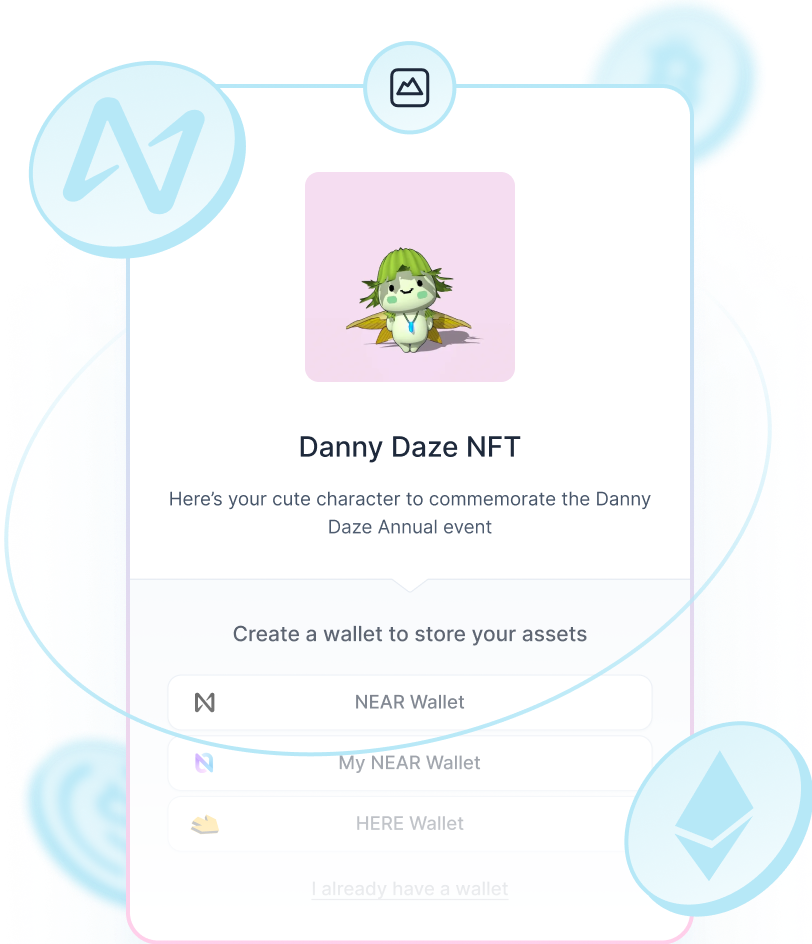 Danny Daze NFT
Here’s your cute character to commemorate the Danny
Daze Annual event
Create a wallet to store your assets
NEAR Wallet
My NEAR Wallet
HERE Wallet
I already have a wallet